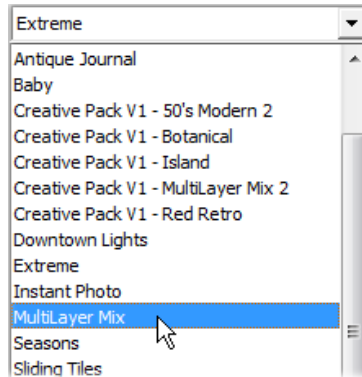 Extreme
Antique Journal
Baby
Creative Pack V1 - 50's Modern 2
Creative Pack V1 - Botanical
Creative Pack V1 - Island
Creative Pack V1 - MultiLayer Mix 2
Creative Pack V1 - Red Retro
Downtown Lights
Extreme
Instant Photo
MultiLayer Mix
Seasons
Sliding Tiles